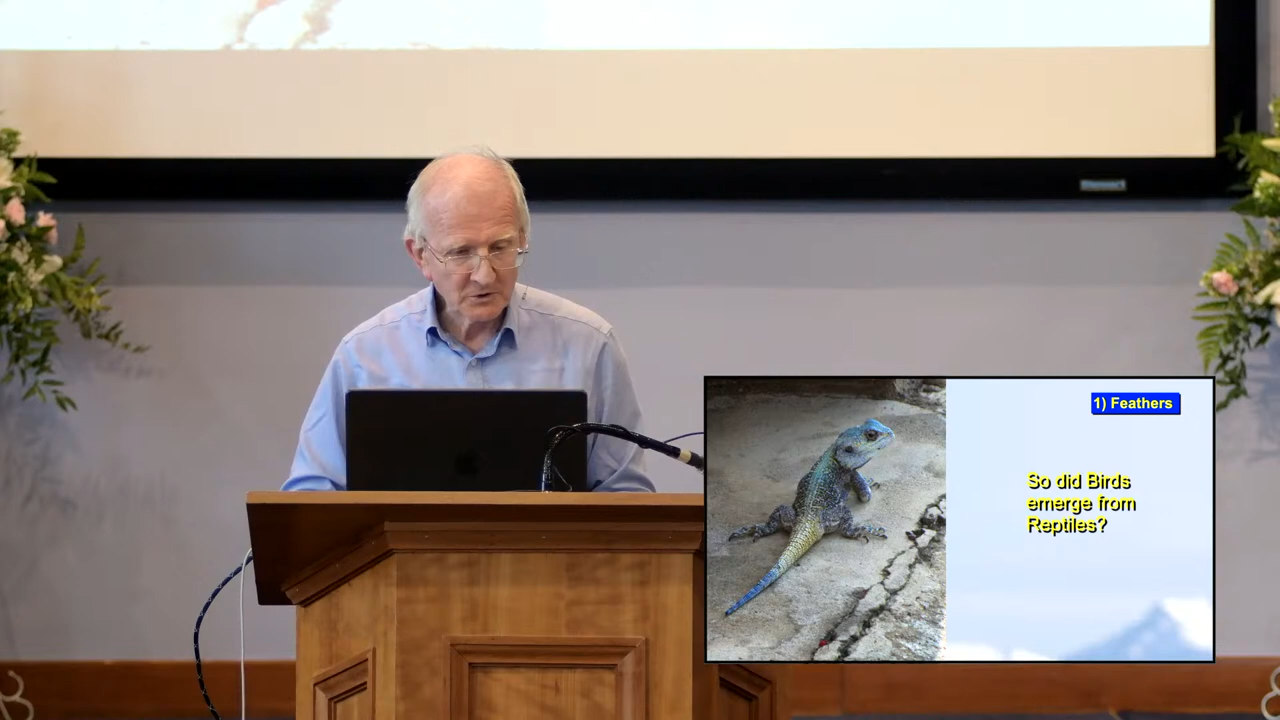 1) Feathers
So did Birds
emerge from
Reptiles?